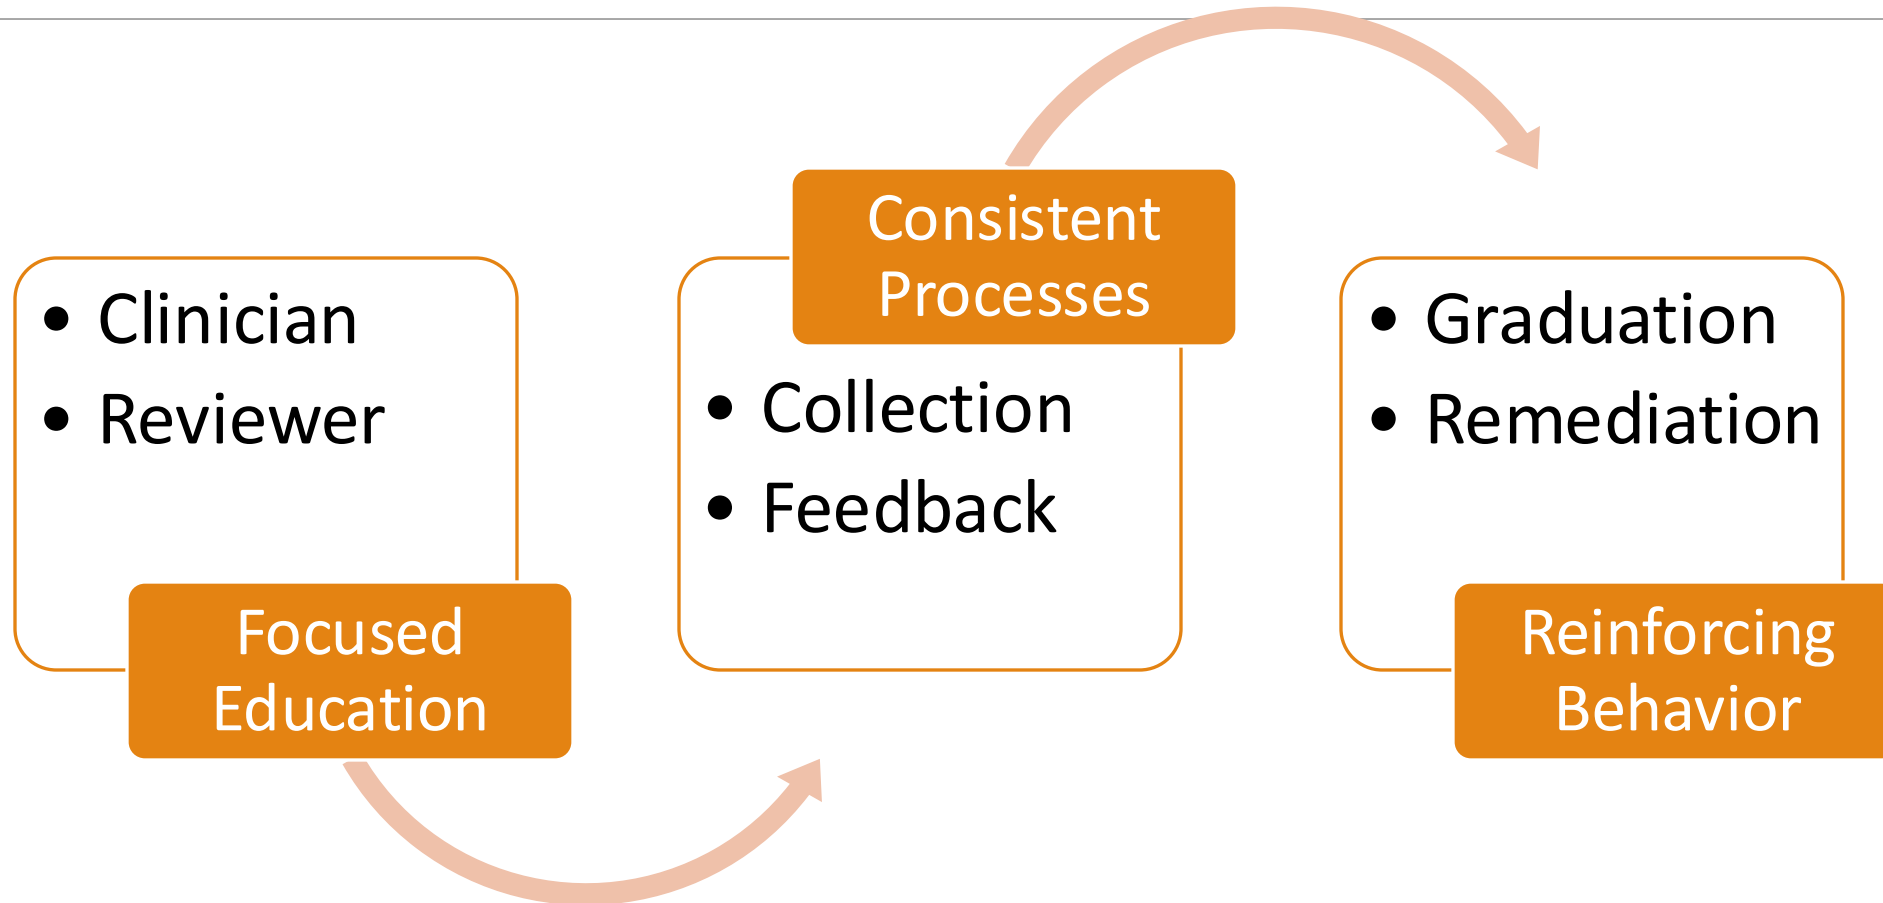 • Clinician
• Reviewer
Focused
Education
Consistent
Processes
• Collection
• Feedback
• Graduation
• Remediation
Reinforcing
Behavior